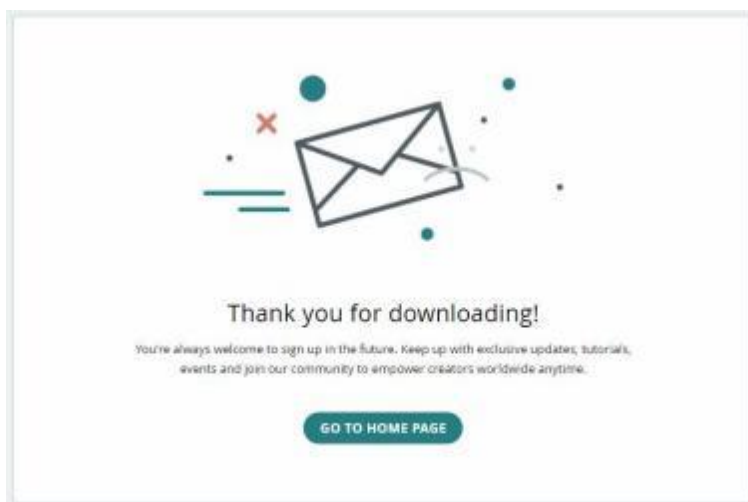 Thank you for downloading!
You're always welcome to sign up in the future. Keep up with exclusive updates, tutorials,
events and join our community to empower creators worldwide anytime.
GO TO HOME PAGE